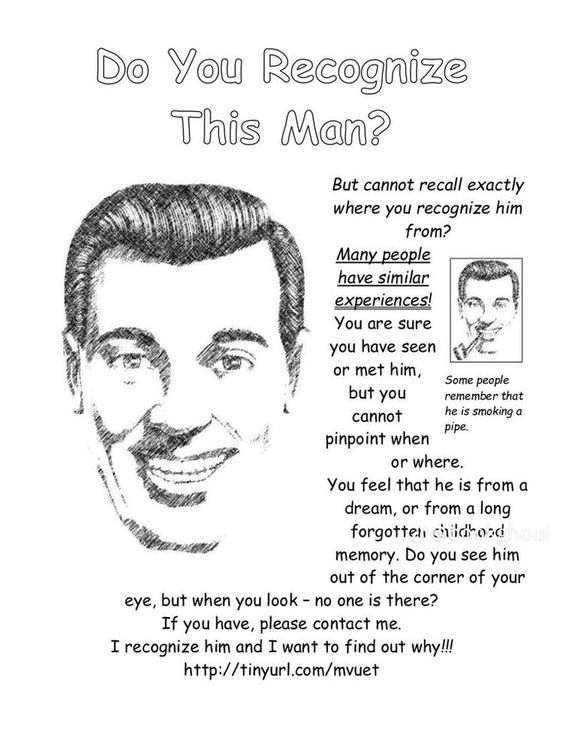 Do You Recognize
This Man?
But cannot recall exactly
where you recognize him
from?
Many people
have similar
experiences!
You are sure
you have seen
or met him,
but you
cannot
pinpoint when
or where.
Some people
remember that
he is smoking a
pipe.
You feel that he is from a
dream, or from a long
forgotten childhood
memory. Do you see him
out of the corner of your
eye, but when you look – no one is there?
If you have, please contact me.
I recognize him and I want to find out why!!!
http://tinyurl.com/mvuet